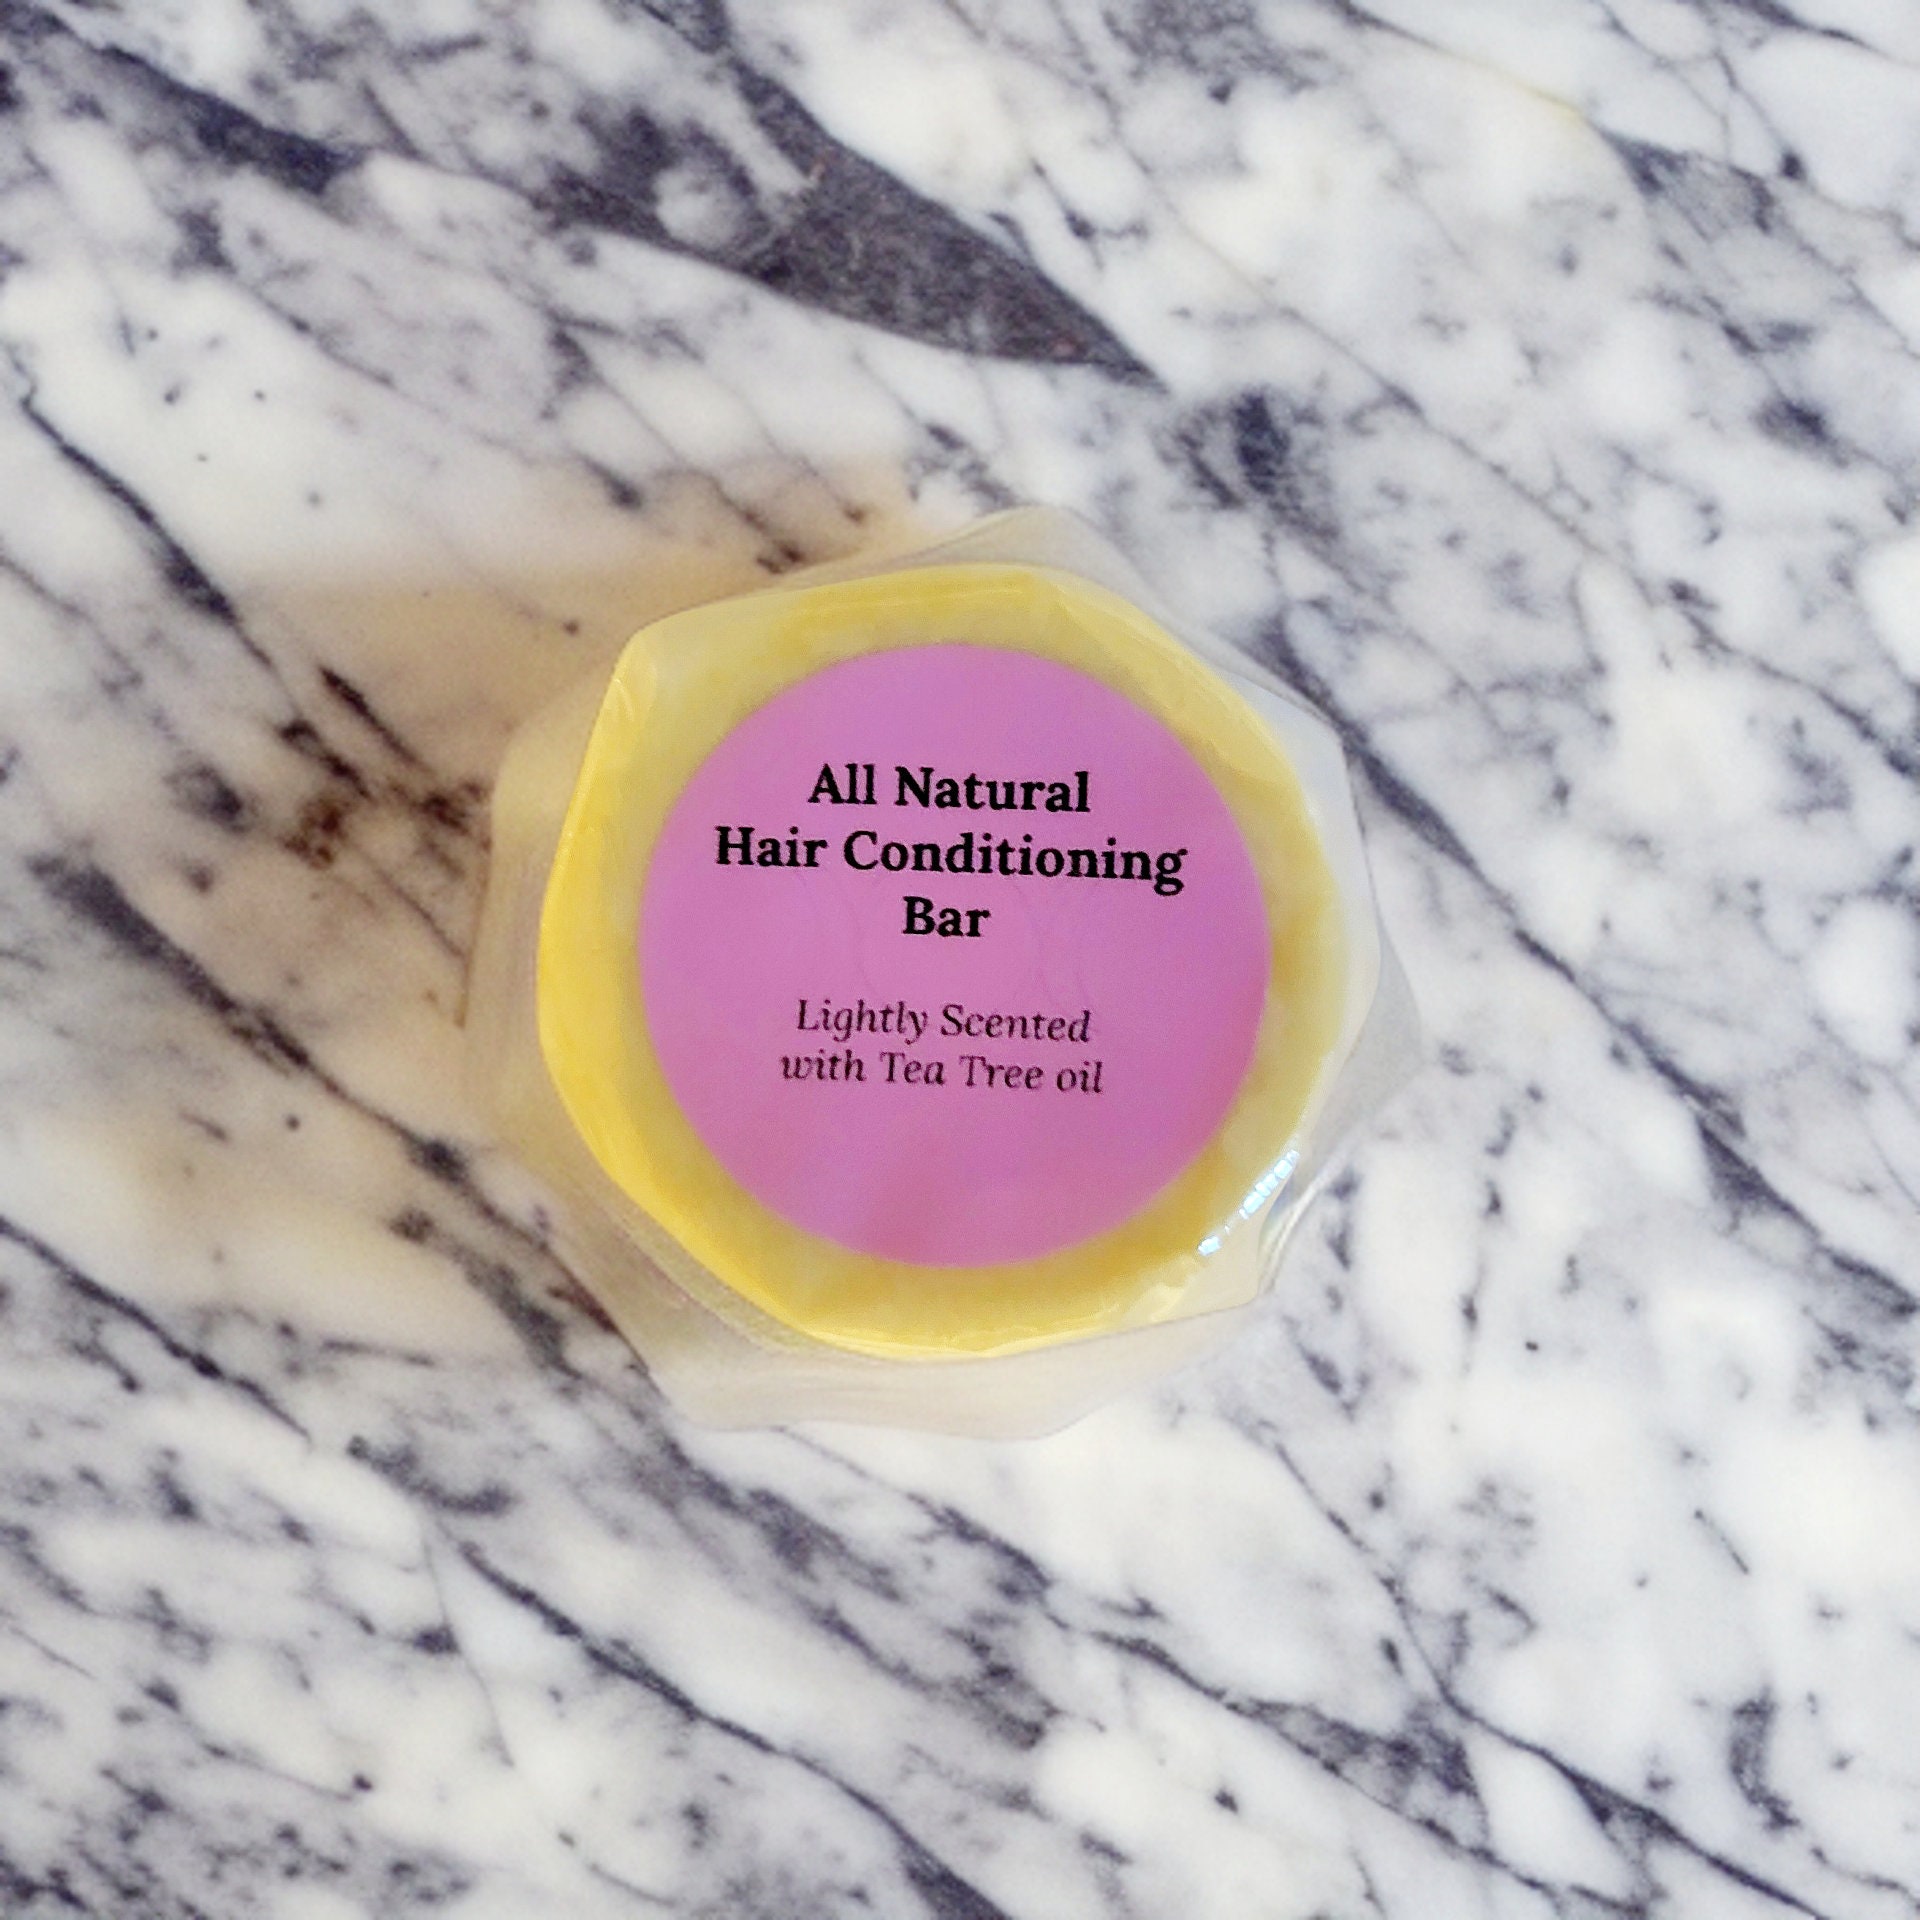 All Natural
Hair Conditioning
Bar
Lightly Scented
with Tea Tree oil